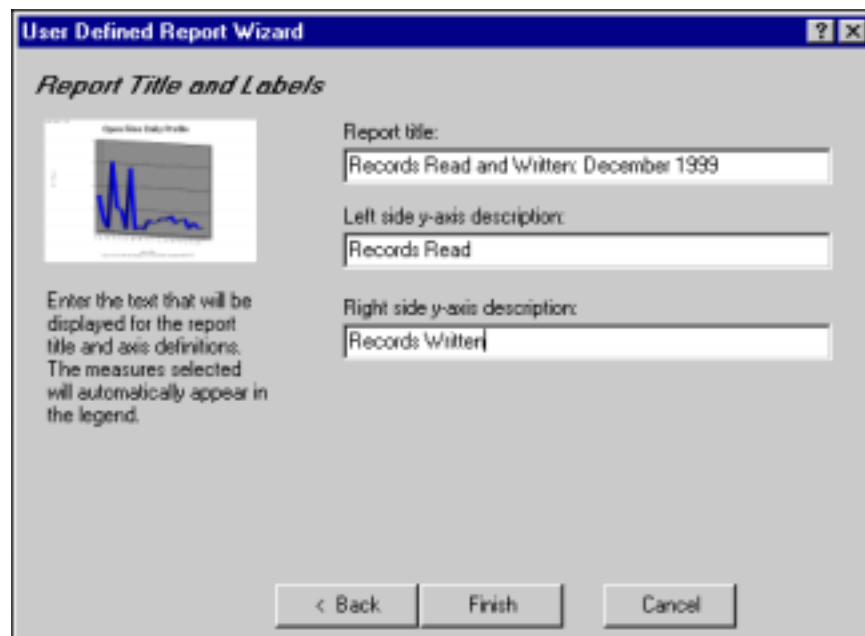 User Defined Report Wizard
Report Title and Labels
Report title:
Records Read and Written: December 1999
Left side y-axis description:
Records Read
Right side y-axis description:
Records Written
Enter the text that will be
displayed for the report
title and axis definitions.
The measures selected
will automatically appear in
the legend.
< Back
Finish
Cancel